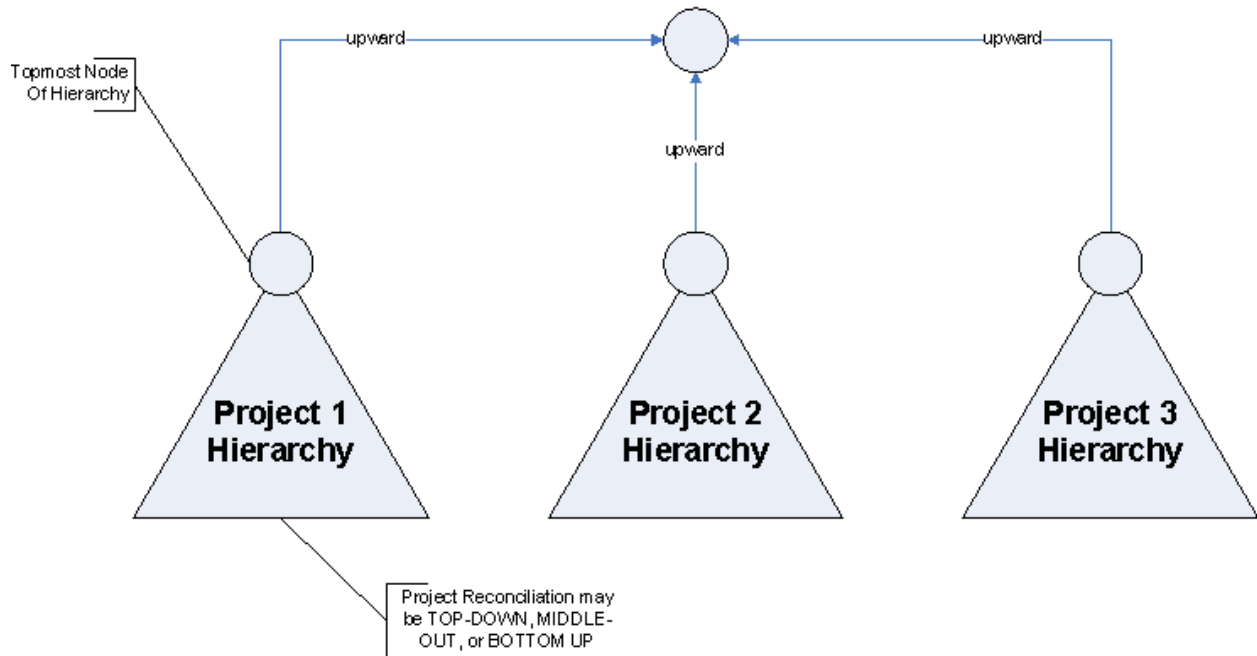 upward
upward
Topmost Node
Of Hierarchy
upward
Project 1
Hierarchy
Project 2
Hierarchy
Project 3
Hierarchy
Project Reconciliation may
be TOP-DOWN, MIDDLE-
OUT, or BOTTOM UP